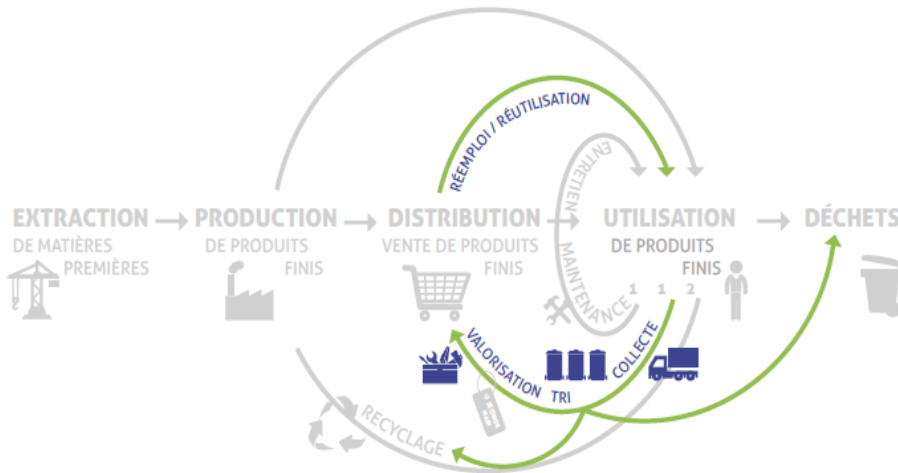 RÉEMPLOI / RÉUTILISATION
ENTRETIEN
EXTRACTION
DE MATIÈRES
PREMIÈRES
PRODUCTION
DE PRODUITS
FINIS
DISTRIBUTION
VENTE DE PRODUITS
FINIS
UTILISATION
DE PRODUITS
FINIS
DÉCHETS
MAINTENANCE
1 1 2
VALORISATION TRI COLLECTE
RECYCLAGE